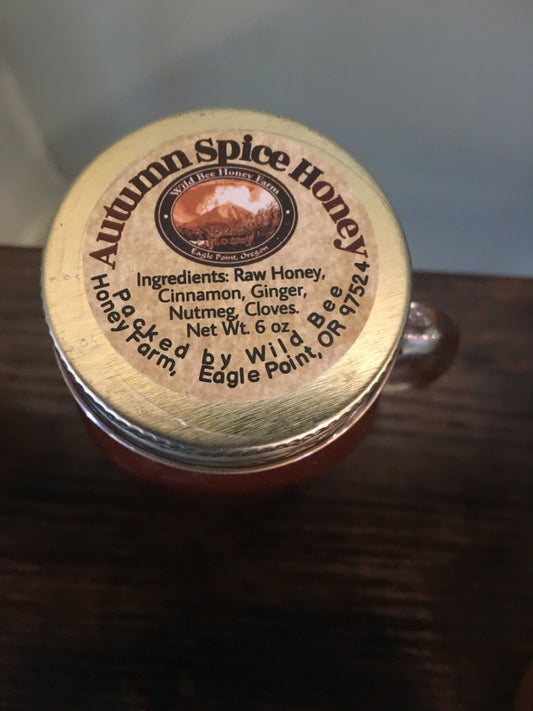 Autumn Spice Honey
Wild Bee Honey Farm
Eagle Point, Oregon
Ingredients: Raw Honey,
Cinnamon, Ginger,
Nutmeg, Cloves.
Net Wt. 6 oz
Packed by Wild Bee
Honey Farm, Eagle Point, OR 97524